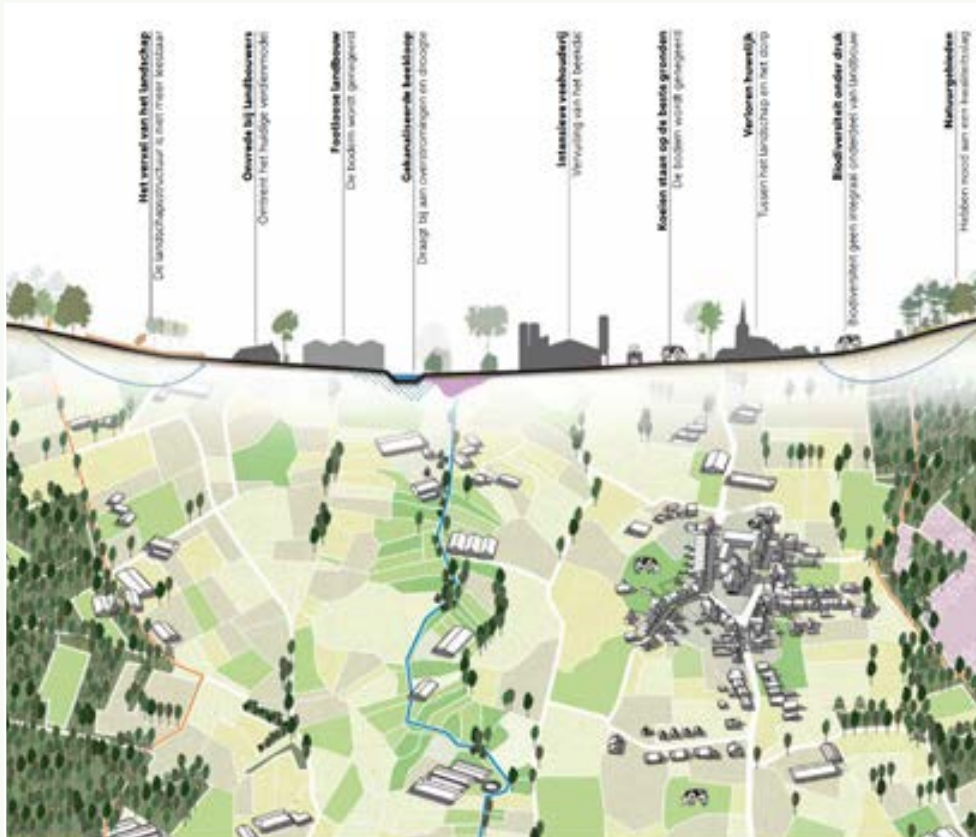 Het verval van het landschap
De landschapsstructuur is niet meer leesbaar
Onvrede bij landbouwers
Omtrent het huidige verdienmodel
Footloose landbouw
De bodem wordt genegeerd
Gekanaliseerde beekloop
Draagt bij aan overstromingen en droogte
Intensieve veehouderij
Vervuiling van het beekdal
Koeien staan op de beste gronden
De bodem wordt genegeerd
Verloren huwelijk
Tussen het landschap en het dorp
Biodiversiteit onder druk
Biodiversiteit geen integraal onderdeel van landbouw
Natuurgebieden
Hebben nood aan een kwaliteitsslag